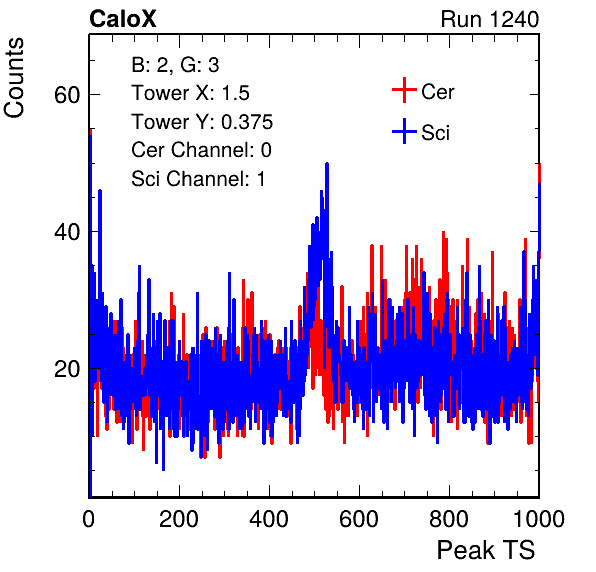 CaloX Run 1240
Counts
B: 2, G: 3
Tower X: 1.5
Tower Y: 0.375
Cer Channel: 0
Sci Channel: 1
Cer
Sci
60
40
20
0 200 400 600 800 1000
Peak TS